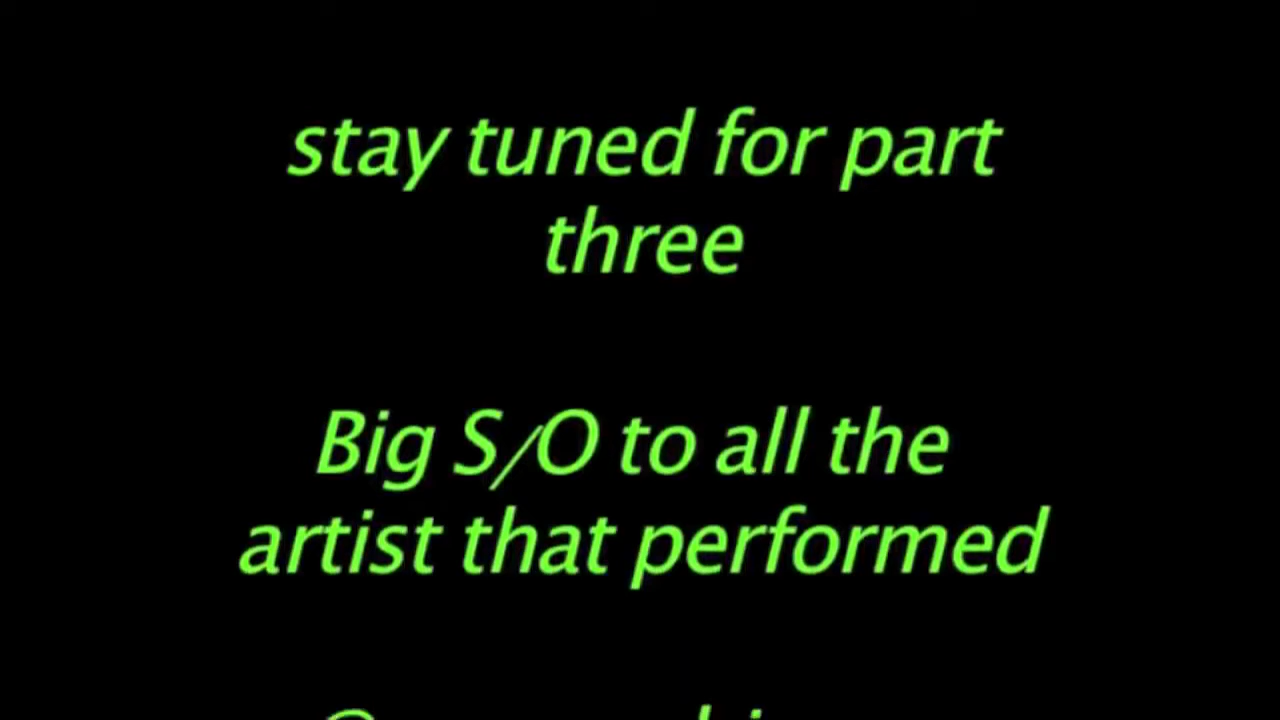 stay tuned for part
three
Big S/O to all the
artist that performed